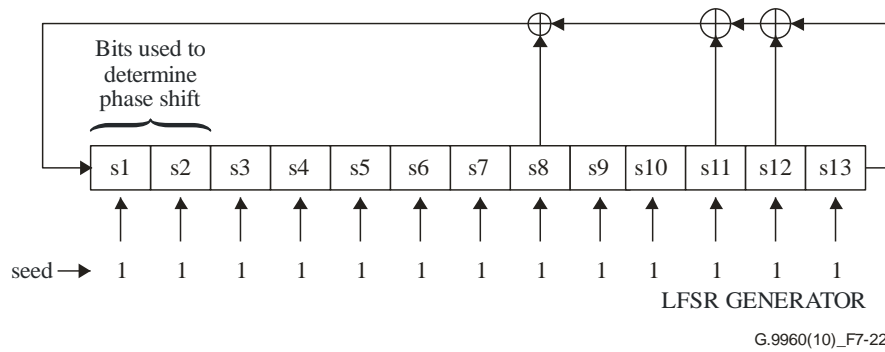 Bits used to
determine
phase shift
s1 s2 s3 s4 s5 s6 s7 s8 s9 s10 s11 s12 s13
seed 1 1 1 1 1 1 1 1 1 1 1 1 1
LFSR GENERATOR
G.9960(10)_F7-22